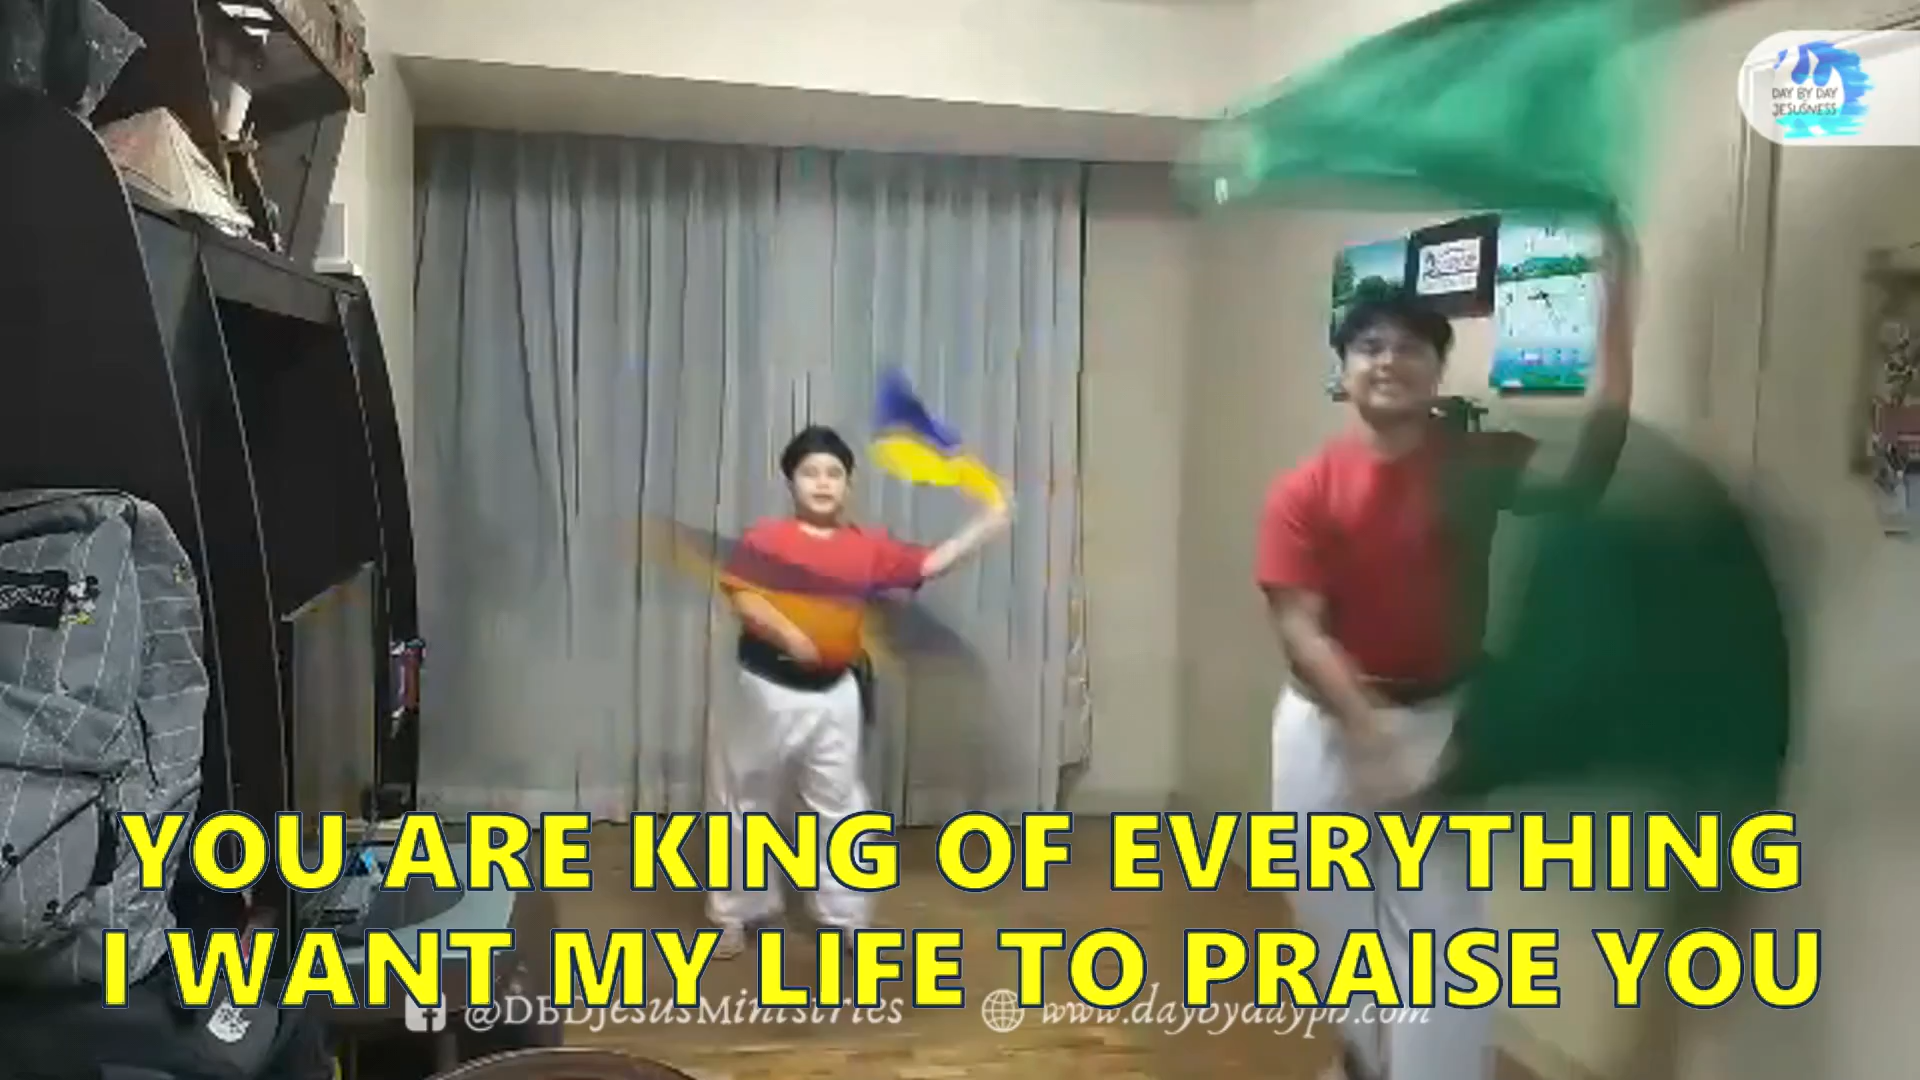 DAY BY DAY
JESUSNESS
YOU ARE KING OF EVERYTHING
I WANT MY LIFE TO PRAISE YOU
@DBDJesusMinistries
www.daybydayph.com